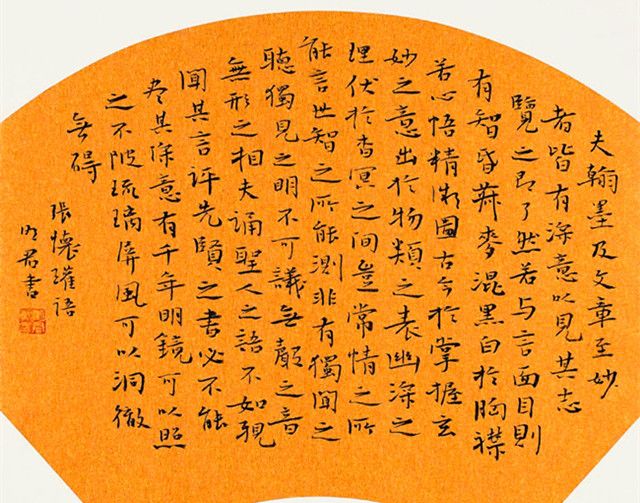 夫翰墨及文章至妙
者皆有深意以見其志
覽之即了然若与言面目則
有智昏菽麥混黑白於胸襟
若心悟精微圖古今於掌握玄
妙之意出於物類之表幽深之
理伏於杳冥之間豈常情之所
能言世智之所能測非有獨聞之
聽獨見之明不可議無聲之音
無形之相夫誦聖人之語不如親
聞其言評先賢之書必不能
盡其深意有千年明鏡可以照
之不陂琉璃屏風可以洞徹
無碍
張懷瓘語
君書